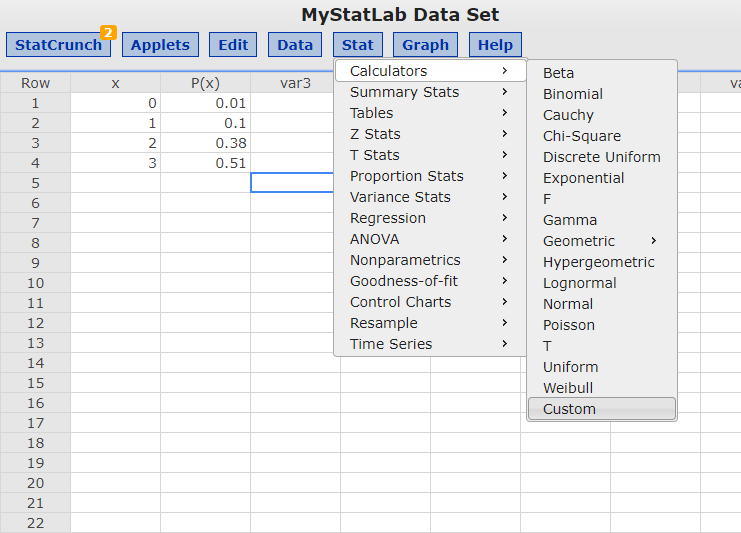 MyStatLab Data Set
StatCrunch 2 Applets Edit Data Stat Graph Help
Row x P(x) var3 va
1 0 0.01
2 1 0.1
3 2 0.38
4 3 0.51
5
6
7
8
9
10
11
12
13
14
15
16
17
18
19
20
21
22
Calculators
Summary Stats
Tables
Z Stats
T Stats
Proportion Stats
Variance Stats
Regression
ANOVA
Nonparametrics
Goodness-of-fit
Control Charts
Resample
Time Series
Beta
Binomial
Cauchy
Chi-Square
Discrete Uniform
Exponential
F
Gamma
Geometric
Hypergeometric
Lognormal
Normal
Poisson
T
Uniform
Weibull
Custom